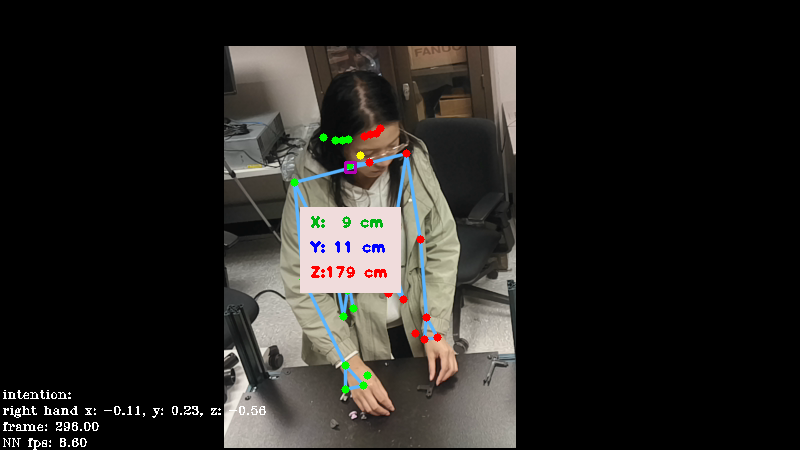 FANUC
X: 9 cm
Y: 11 cm
Z:179 cm
intention:
right hand x: -0.11, y: 0.23, z: -0.56
frame: 296.00
NN fps: 8.60